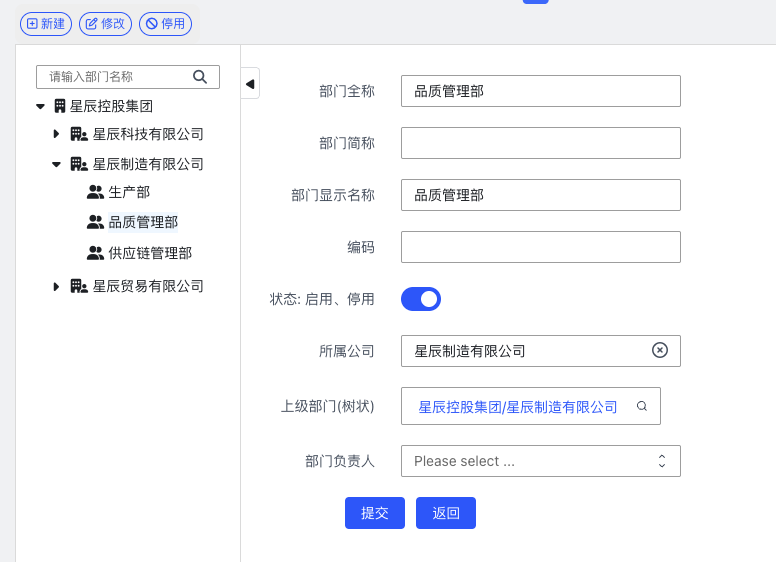 新建 修改 停用
请输入部门名称
星辰控股集团
星辰科技有限公司
星辰制造有限公司
生产部
品质管理部
供应链管理部
星辰贸易有限公司
部门全称 品质管理部
部门简称
部门显示名称 品质管理部
编码
状态: 启用、停用
所属公司 星辰制造有限公司
上级部门(树状) 星辰控股集团/星辰制造有限公司
部门负责人 Please select ...
提交 返回